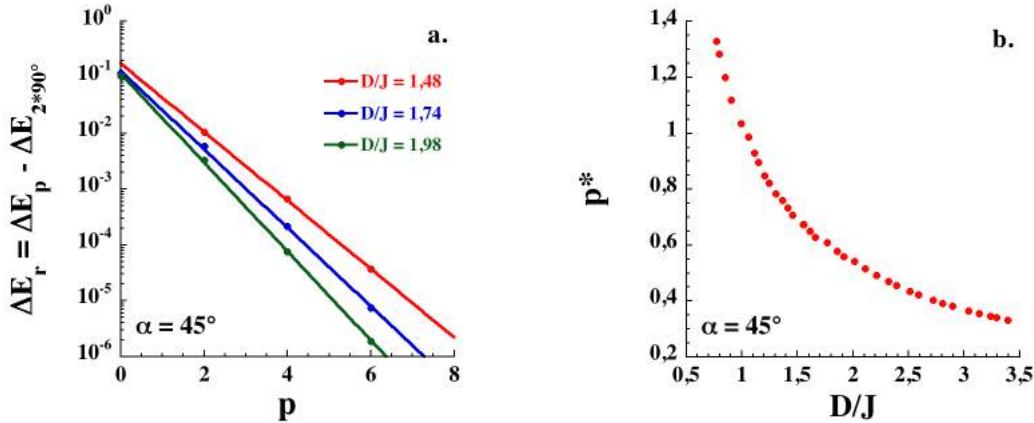 a.
ΔE_r = ΔE_p - ΔE_{2*90°}
10^0
10^{-1}
10^{-2}
10^{-3}
10^{-4}
10^{-5}
10^{-6}
D/J = 1,48
D/J = 1,74
D/J = 1,98
α = 45°
0 2 4 6 8
p
b.
p*
1,4
1,2
1
0,8
0,6
0,4
0,2
α = 45°
0,5 1 1,5 2 2,5 3 3,5
D/J